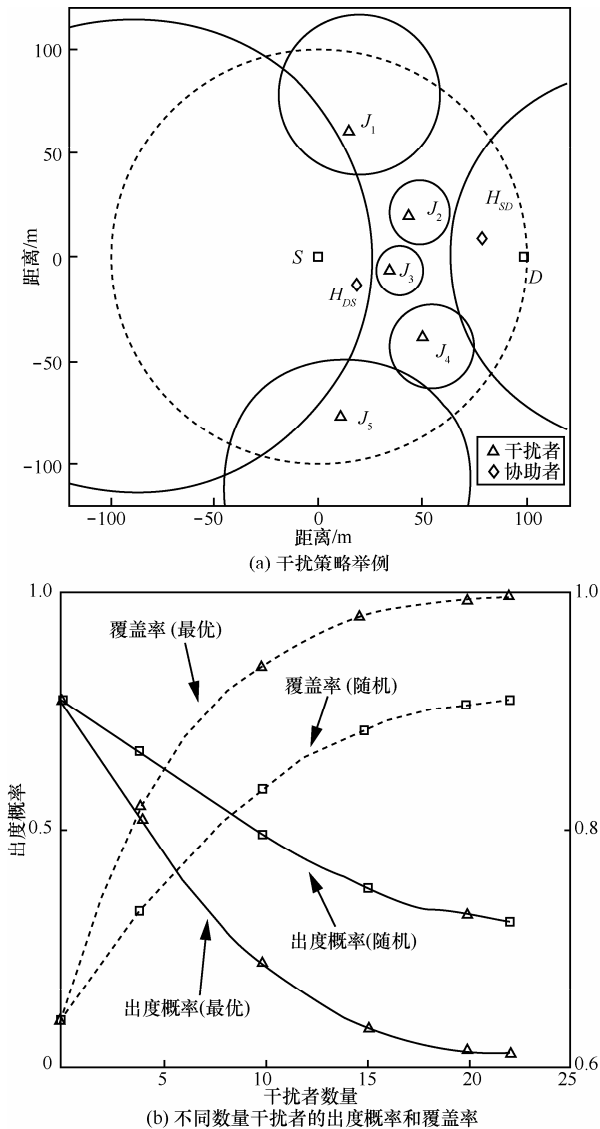 100
50
0
-50
-100
距离/m
J1
J2
J3
J4
J5
S
HDS
HSD
D
干扰者
协助者
-100
-50
0
50
100
距离/m
(a) 干扰策略举例
1.0
0.5
0
出度概率
1.0
0.8
0.6
覆盖率 (最优)
覆盖率 (随机)
出度概率(随机)
出度概率(最优)
5
10
15
20
25
干扰者数量
(b) 不同数量干扰者的出度概率和覆盖率